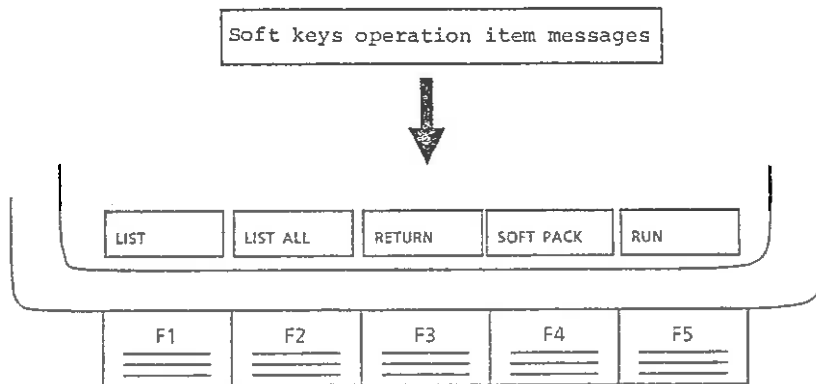 Soft keys operation item messages
LIST LIST ALL RETURN SOFT PACK RUN
F1 F2 F3 F4 F5